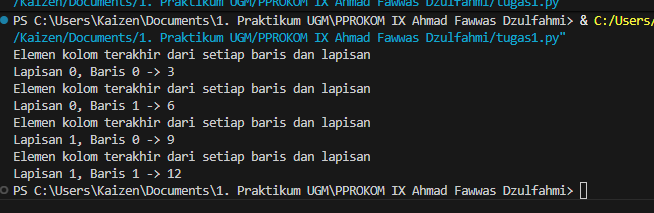 /Kaizen/Documents/1. Praktikum UGM/PPROKOM IX Ahmad Fawwas Dzulfahmi/tugas1.py
PS C:\Users\Kaizen\Documents\1. Praktikum UGM\PPROKOM IX Ahmad Fawwas Dzulfahmi> & C:/Users/
/Kaizen/Documents/1. Praktikum UGM/PPROKOM IX Ahmad Fawwas Dzulfahmi/tugas1.py"
Elemen kolom terakhir dari setiap baris dan lapisan
Lapisan 0, Baris 0 -> 3
Elemen kolom terakhir dari setiap baris dan lapisan
Lapisan 0, Baris 1 -> 6
Elemen kolom terakhir dari setiap baris dan lapisan
Lapisan 1, Baris 0 -> 9
Elemen kolom terakhir dari setiap baris dan lapisan
Lapisan 1, Baris 1 -> 12
PS C:\Users\Kaizen\Documents\1. Praktikum UGM\PPROKOM IX Ahmad Fawwas Dzulfahmi>